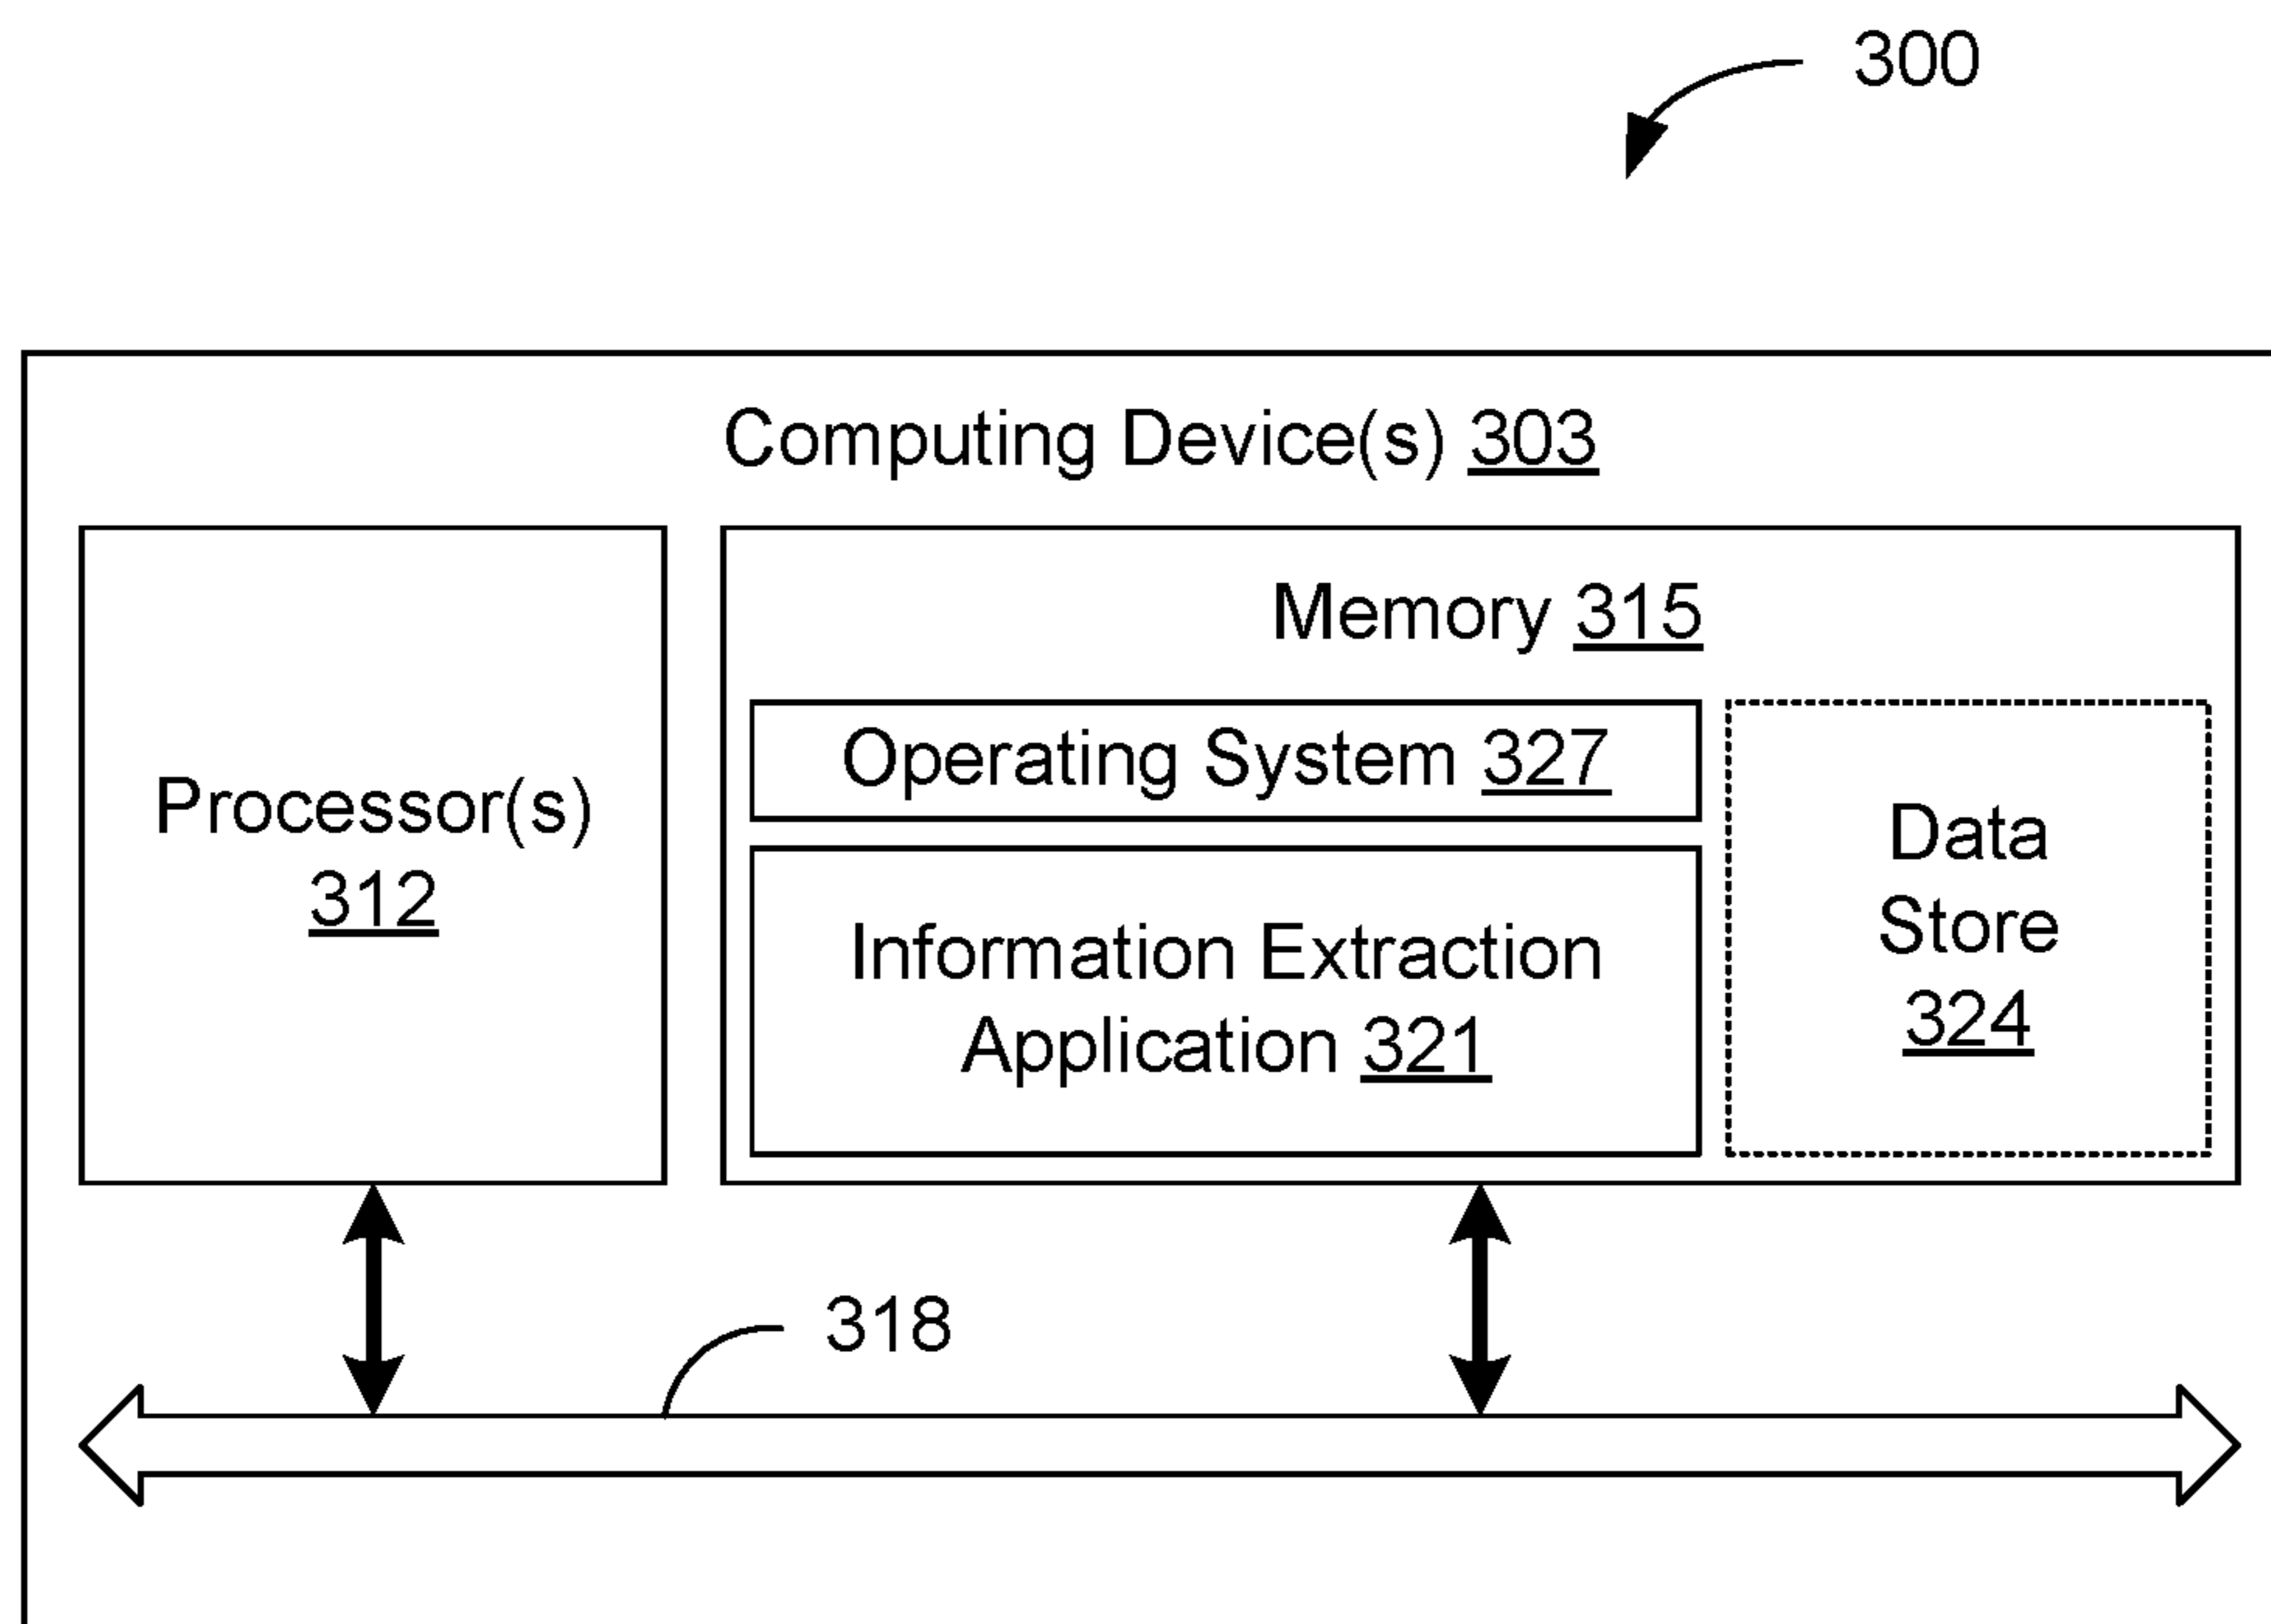 300
Computing Device(s) 303
Memory 315
Operating System 327
Processor(s)
312
Information Extraction
Application 321
Data
Store
324
318